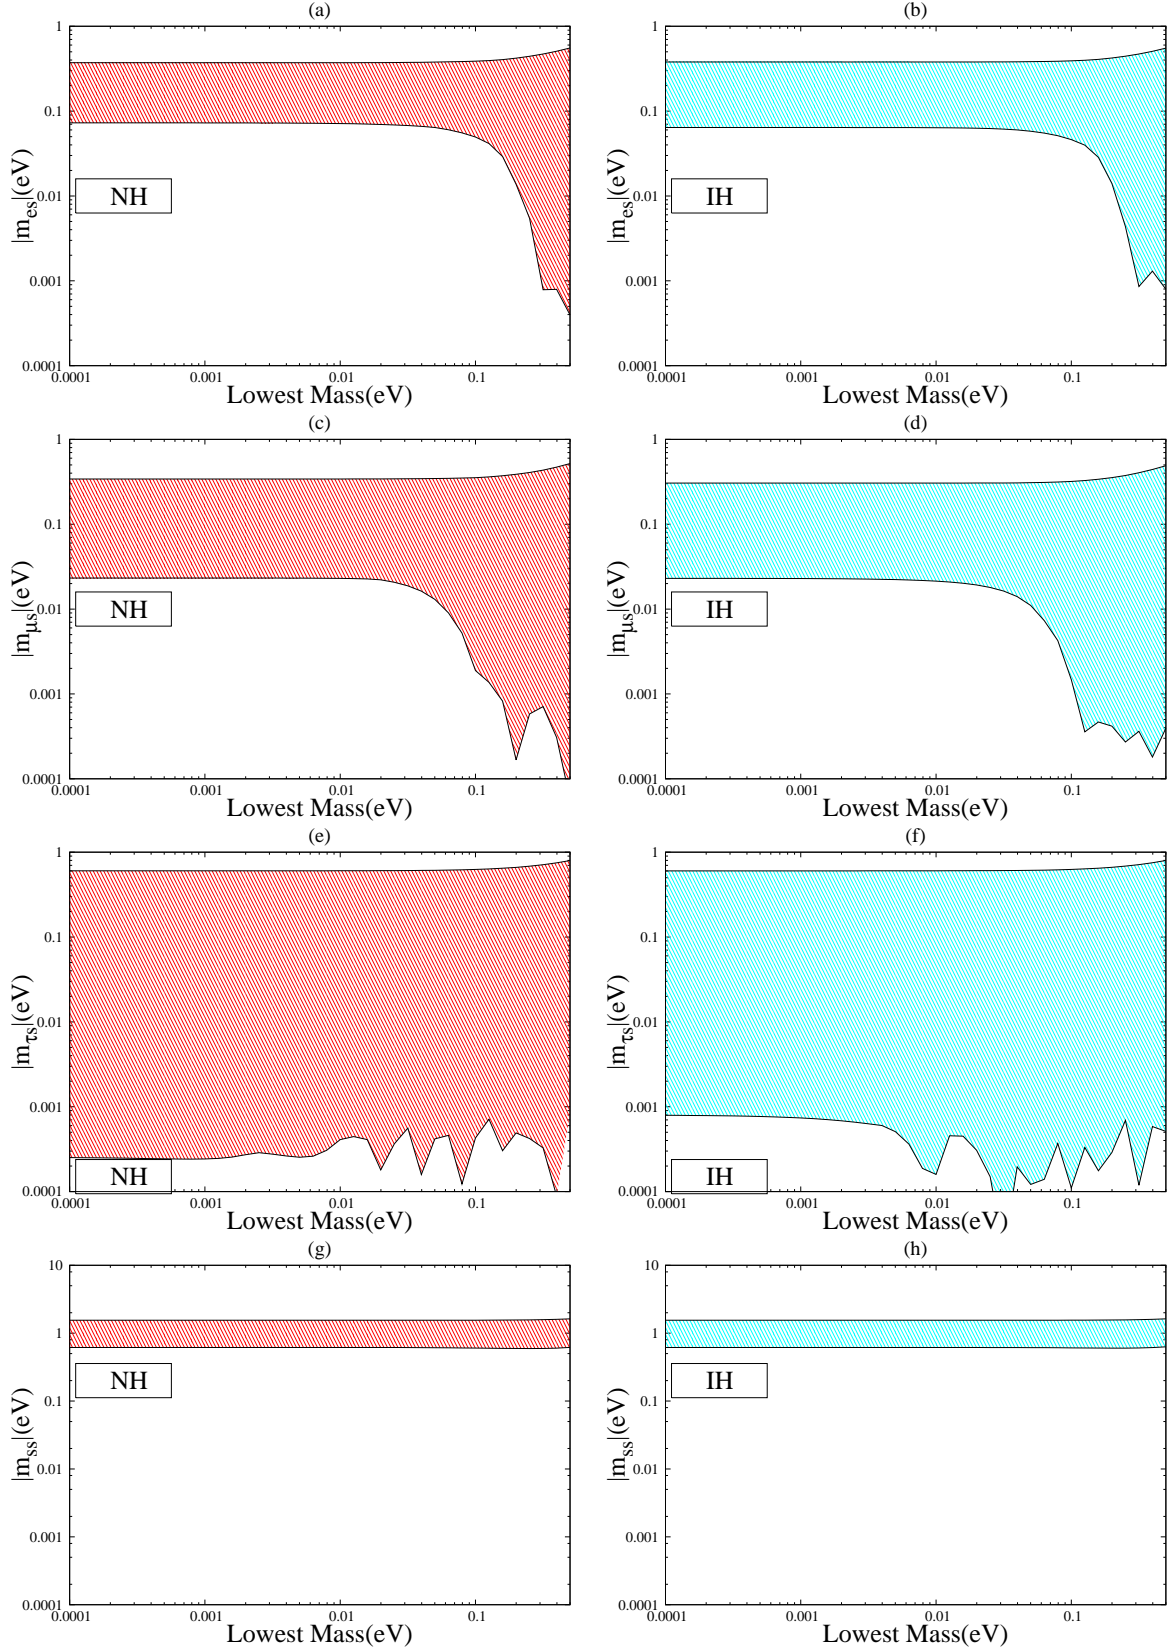 (a)
1
0.1
0.01
0.001
0.0001
|m_es|(eV)
NH
0.0001 0.001 0.01 0.1
Lowest Mass(eV)
(b)
1
0.1
0.01
0.001
0.0001
|m_es|(eV)
IH
0.0001 0.001 0.01 0.1
Lowest Mass(eV)
(c)
1
0.1
0.01
0.001
0.0001
|m_μs|(eV)
NH
0.0001 0.001 0.01 0.1
Lowest Mass(eV)
(d)
1
0.1
0.01
0.001
0.0001
|m_μs|(eV)
IH
0.0001 0.001 0.01 0.1
Lowest Mass(eV)
(e)
1
0.1
0.01
0.001
0.0001
|m_τs|(eV)
NH
0.0001 0.001 0.01 0.1
Lowest Mass(eV)
(f)
1
0.1
0.01
0.001
0.0001
|m_τs|(eV)
IH
0.0001 0.001 0.01 0.1
Lowest Mass(eV)
(g)
10
1
0.1
0.01
0.001
0.0001
|m_ss|(eV)
NH
0.0001 0.001 0.01 0.1
Lowest Mass(eV)
(h)
10
1
0.1
0.01
0.001
0.0001
|m_ss|(eV)
IH
0.0001 0.001 0.01 0.1
Lowest Mass(eV)